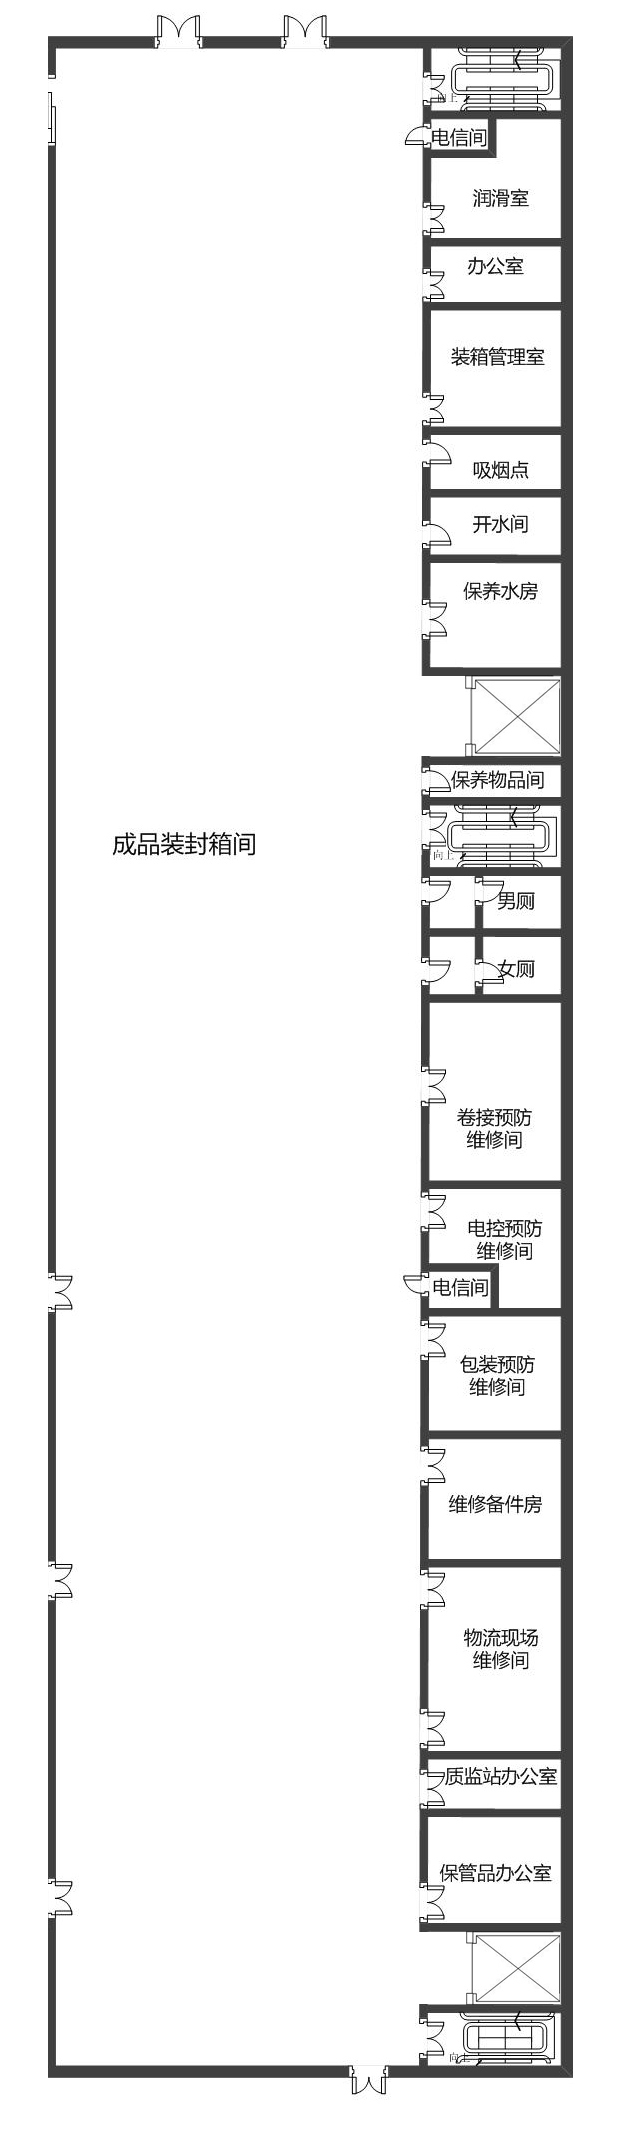 向上
电信间
润滑室
办公室
装箱管理室
吸烟点
开水间
保养水房
保养物品间
成品装封箱间
向上
男厕
女厕
卷接预防
维修间
电控预防
维修间
电信间
包装预防
维修间
维修备件房
物流现场
维修间
质监站办公室
保管品办公室
向上